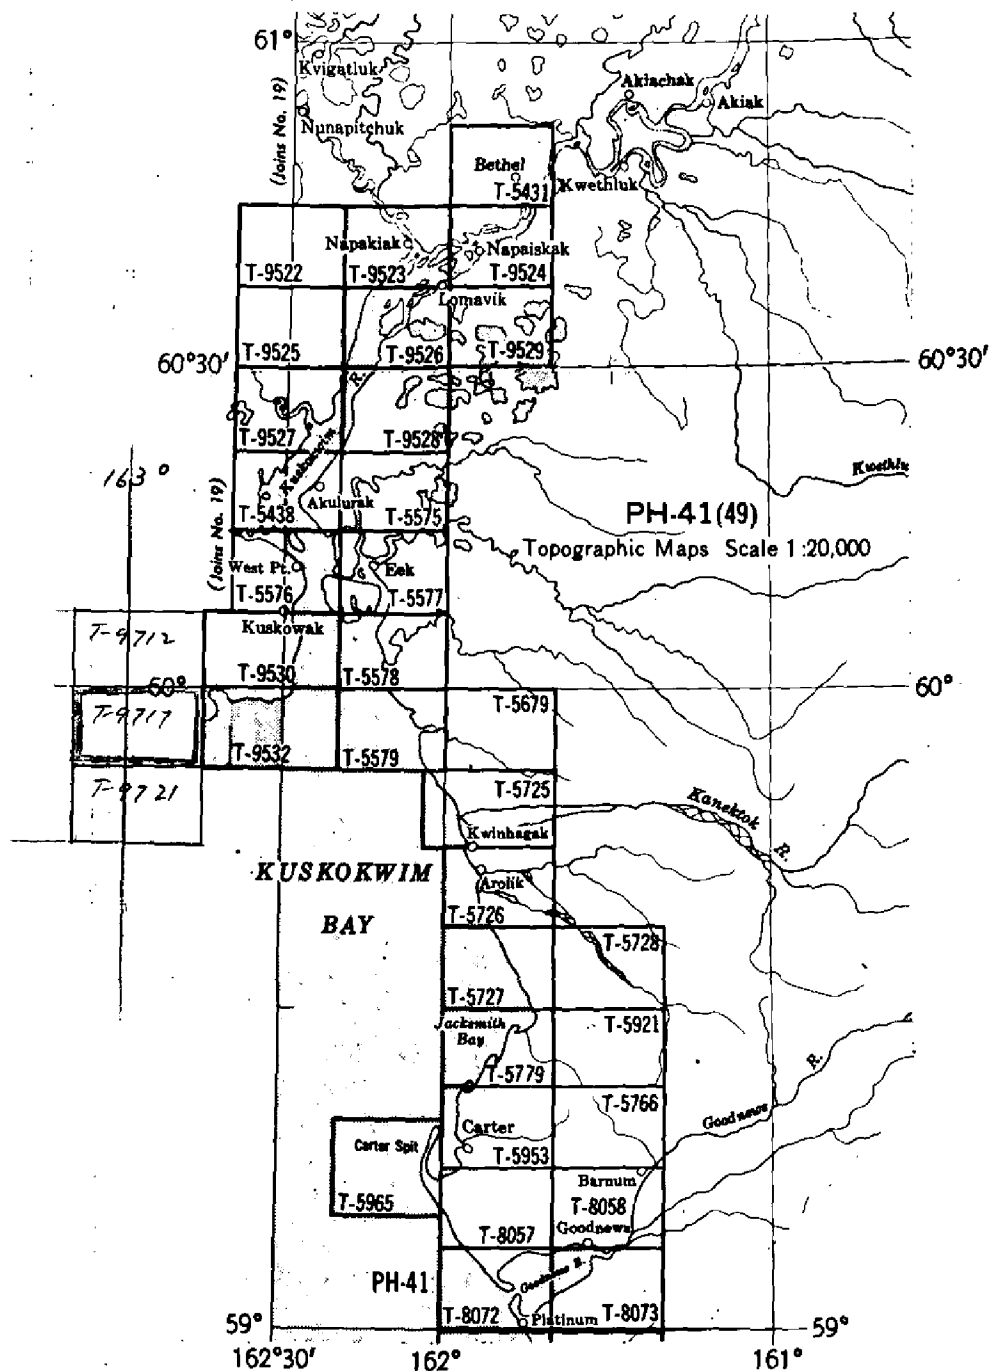 61°
Kvigatluk
(Joins No. 19)
Nunapitchuk
Akiachak
Akiak
Bethel
T-5431
Kwethluk
Napakiak
Napaiskak
T-9522
T-9523
T-9524
Lomavik
T-9525
T-9526
T-9529
60°30'
60°30'
R.
T-9527
T-9528
Kuskokwim
163°
(Joins No. 19)
Akulurak
T-5438
T-5575
Kwethlu
PH-41(49)
Topographic Maps Scale 1:20,000
West Pt.
Eek
T-5576
T-5577
Kuskowak
T-9712
T-9530
T-5578
60°
60°
T-9717
T-5679
T-9532
T-5579
T-9721
T-5725
Kanektok
R.
Kwinhagak
KUSKOKWIM
BAY
Arolik
T-5726
T-5728
T-5727
Jacksmith
Bay
T-5921
T-5779
T-5766
R.
Goodnews
Carter
Carter Spit
T-5953
Barnum
T-5965
T-8058
T-8057
Goodnews
Goodnews B.
PH-41
T-8072
Platinum
T-8073
59°
59°
162°30'
162°
161°